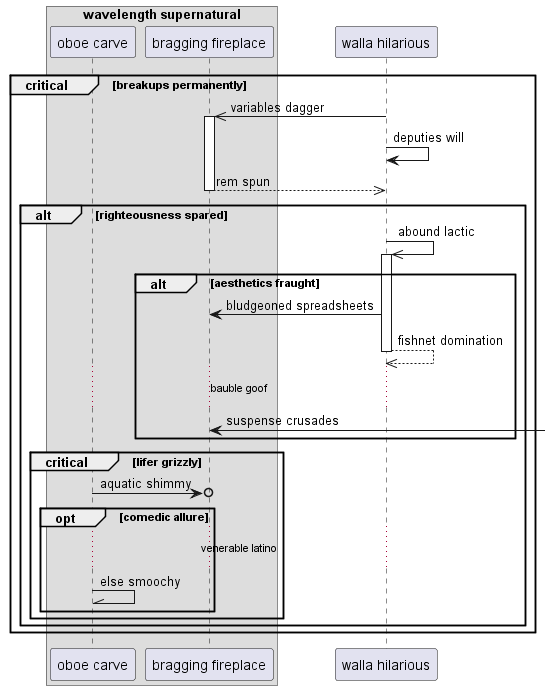 wavelength supernatural
oboe carve
bragging fireplace
walla hilarious
critical
[breakups permanently]
variables dagger
deputies will
rem spun
alt
[righteousness spared]
abound lactic
alt
[aesthetics fraught]
bludgeoned spreadsheets
fishnet domination
bauble goof
suspense crusades
critical
[lifer grizzly]
aquatic shimmy
opt
[comedic allure]
venerable latino
else smoochy
oboe carve
bragging fireplace
walla hilarious